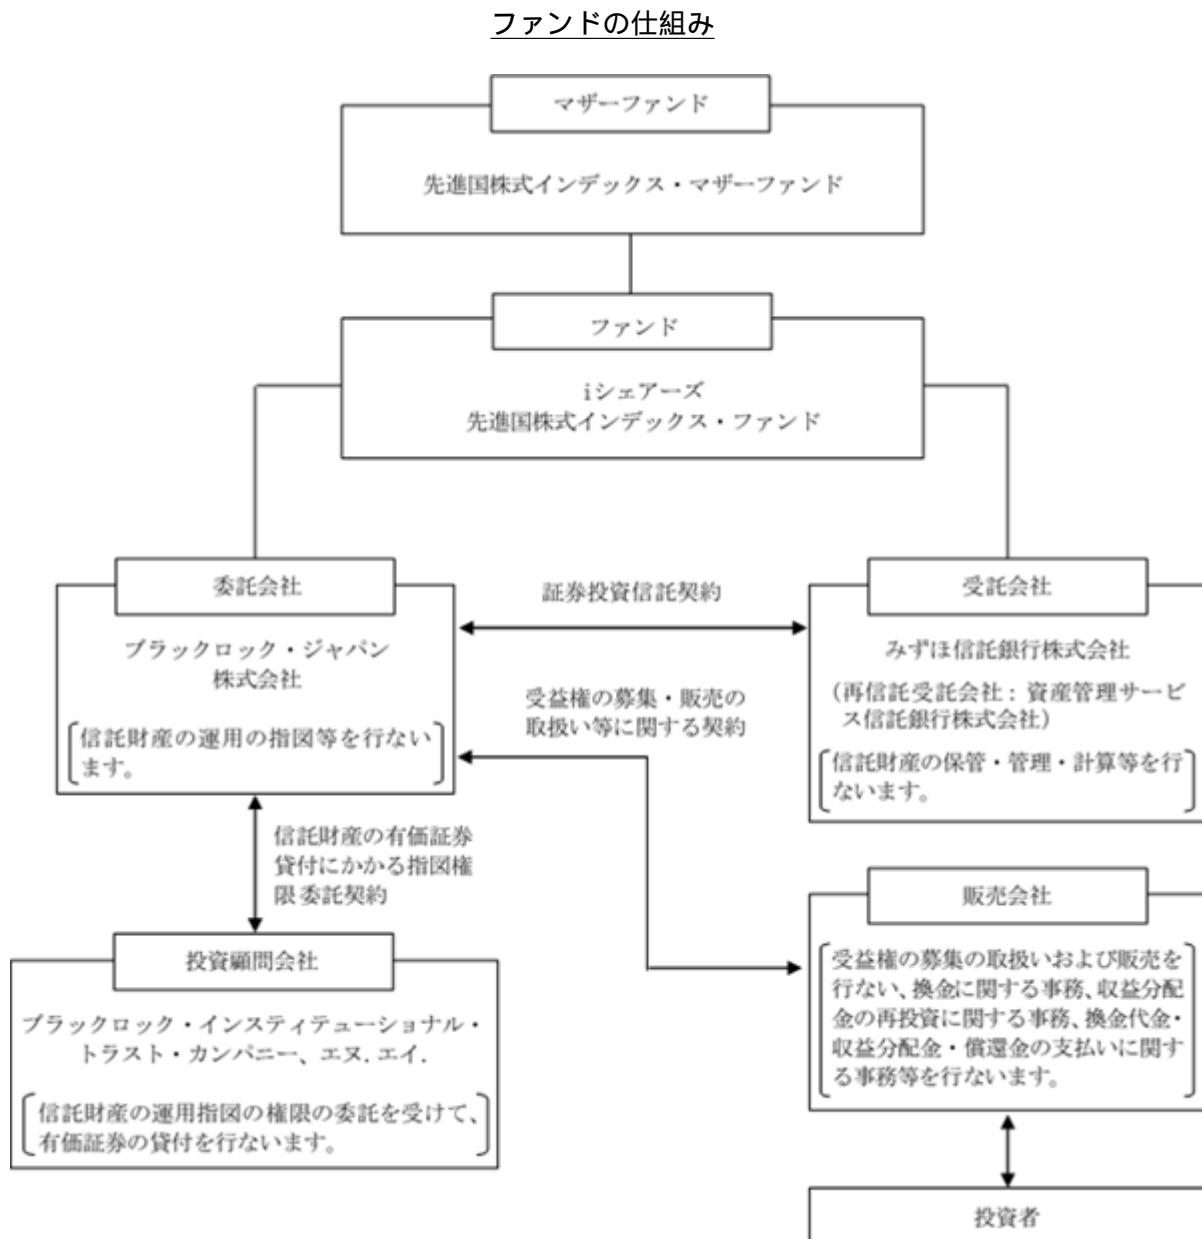 ファンドの仕組み
マザーファンド
先進国株式インデックス・マザーファンド
ファンド
iシェアーズ
先進国株式インデックス・ファンド
委託会社
ブラックロック・ジャパン
株式会社
信託財産の運用の指図等を行ない
ます。
証券投資信託契約
受益権の募集・販売の
取扱い等に関する契約
受託会社
みずほ信託銀行株式会社
(再信託受託会社：資産管理サービ
ス信託銀行株式会社)
信託財産の保管・管理・計算等を行
ないます。
信託財産の有価証券
貸付にかかる指図権
限委託契約
投資顧問会社
ブラックロック・インスティテューショナル・
トラスト・カンパニー、エヌ.エイ.
信託財産の運用指図の権限の委託を受けて、
有価証券の貸付を行ないます。
販売会社
受益権の募集の取扱いおよび販売を
行ない、換金に関する事務、収益分配
金の再投資に関する事務、換金代金・
収益分配金・償還金の支払いに関す
る事務等を行ないます。
投資者